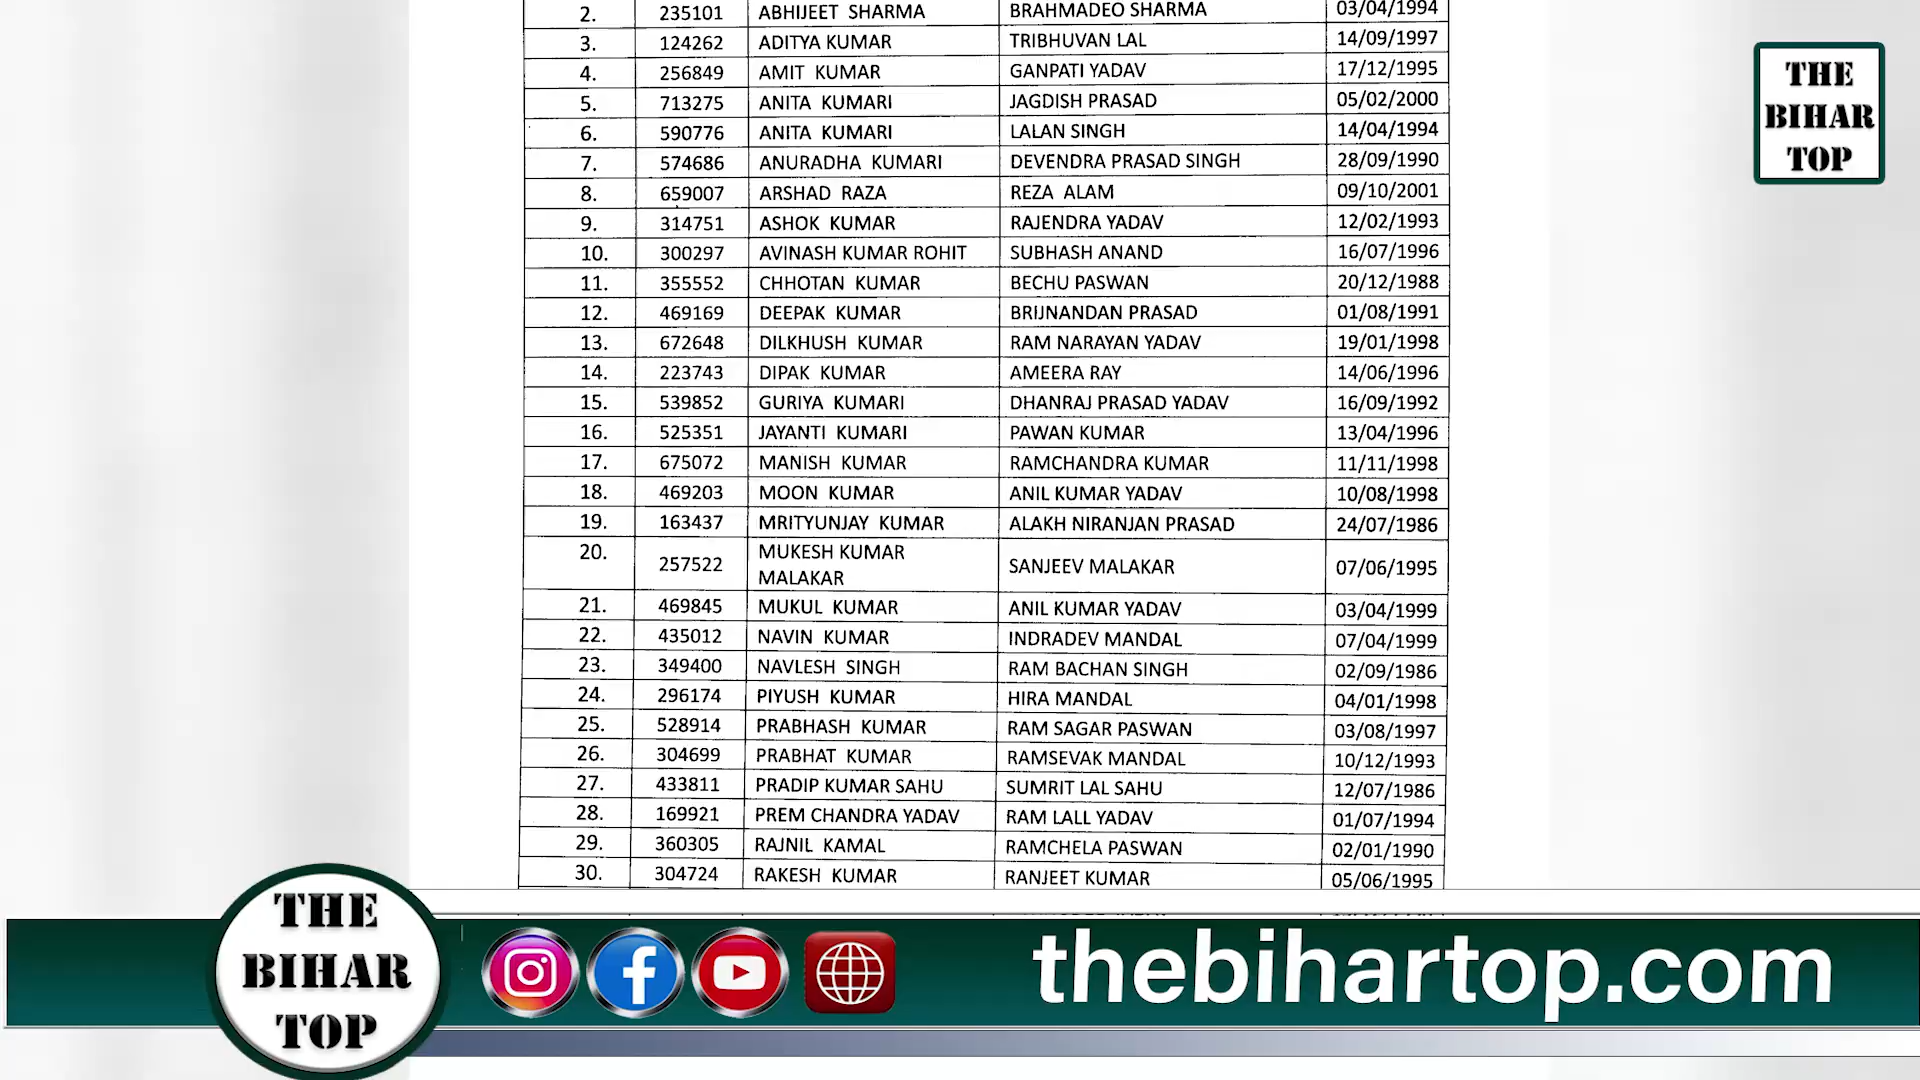 2. 235101 ABHIJEET SHARMA BRAHMADEO SHARMA 03/04/1994
3. 124262 ADITYA KUMAR TRIBHUVAN LAL 14/09/1997
4. 256849 AMIT KUMAR GANPATI YADAV 17/12/1995
5. 713275 ANITA KUMARI JAGDISH PRASAD 05/02/2000
6. 590776 ANITA KUMARI LALAN SINGH 14/04/1994
7. 574686 ANURADHA KUMARI DEVENDRA PRASAD SINGH 28/09/1990
8. 659007 ARSHAD RAZA REZA ALAM 09/10/2001
9. 314751 ASHOK KUMAR RAJENDRA YADAV 12/02/1993
10. 300297 AVINASH KUMAR ROHIT SUBHASH ANAND 16/07/1996
11. 355552 CHHOTAN KUMAR BECHU PASWAN 20/12/1988
12. 469169 DEEPAK KUMAR BRIJNANDAN PRASAD 01/08/1991
13. 672648 DILKHUSH KUMAR RAM NARAYAN YADAV 19/01/1998
14. 223743 DIPAK KUMAR AMEERA RAY 14/06/1996
15. 539852 GURIYA KUMARI DHANRAJ PRASAD YADAV 16/09/1992
16. 525351 JAYANTI KUMARI PAWAN KUMAR 13/04/1996
17. 675072 MANISH KUMAR RAMCHANDRA KUMAR 11/11/1998
18. 469203 MOON KUMAR ANIL KUMAR YADAV 10/08/1998
19. 163437 MRITYUNJAY KUMAR ALAKH NIRANJAN PRASAD 24/07/1986
20. 257522 MUKESH KUMAR MALAKAR SANJEEV MALAKAR 07/06/1995
21. 469845 MUKUL KUMAR ANIL KUMAR YADAV 03/04/1999
22. 435012 NAVIN KUMAR INDRADEV MANDAL 07/04/1999
23. 349400 NAVLESH SINGH RAM BACHAN SINGH 02/09/1986
24. 296174 PIYUSH KUMAR HIRA MANDAL 04/01/1998
25. 528914 PRABHASH KUMAR RAM SAGAR PASWAN 03/08/1997
26. 304699 PRABHAT KUMAR RAMSEVAK MANDAL 10/12/1993
27. 433811 PRADIP KUMAR SAHU SUMRIT LAL SAHU 12/07/1986
28. 169921 PREM CHANDRA YADAV RAM LALL YADAV 01/07/1994
29. 360305 RAJNIL KAMAL RAMCHELA PASWAN 02/01/1990
30. 304724 RAKESH KUMAR RANJEET KUMAR 05/06/1995
THE
BIHAR
TOP
THE
BIHAR
TOP
thebihartop.com